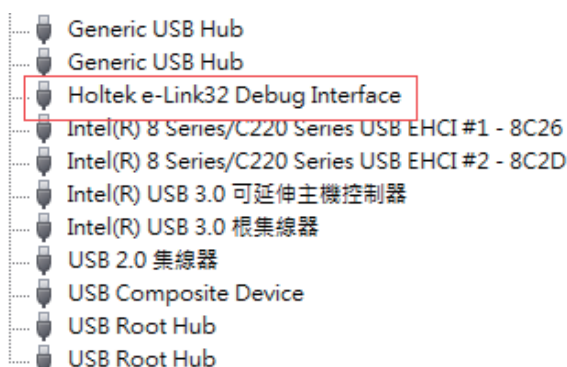 Generic USB Hub
Generic USB Hub
Holtek e-Link32 Debug Interface
Intel(R) 8 Series/C220 Series USB EHCI #1 - 8C26
Intel(R) 8 Series/C220 Series USB EHCI #2 - 8C2D
Intel(R) USB 3.0 可延伸主機控制器
Intel(R) USB 3.0 根集線器
USB 2.0 集線器
USB Composite Device
USB Root Hub
USB Root Hub